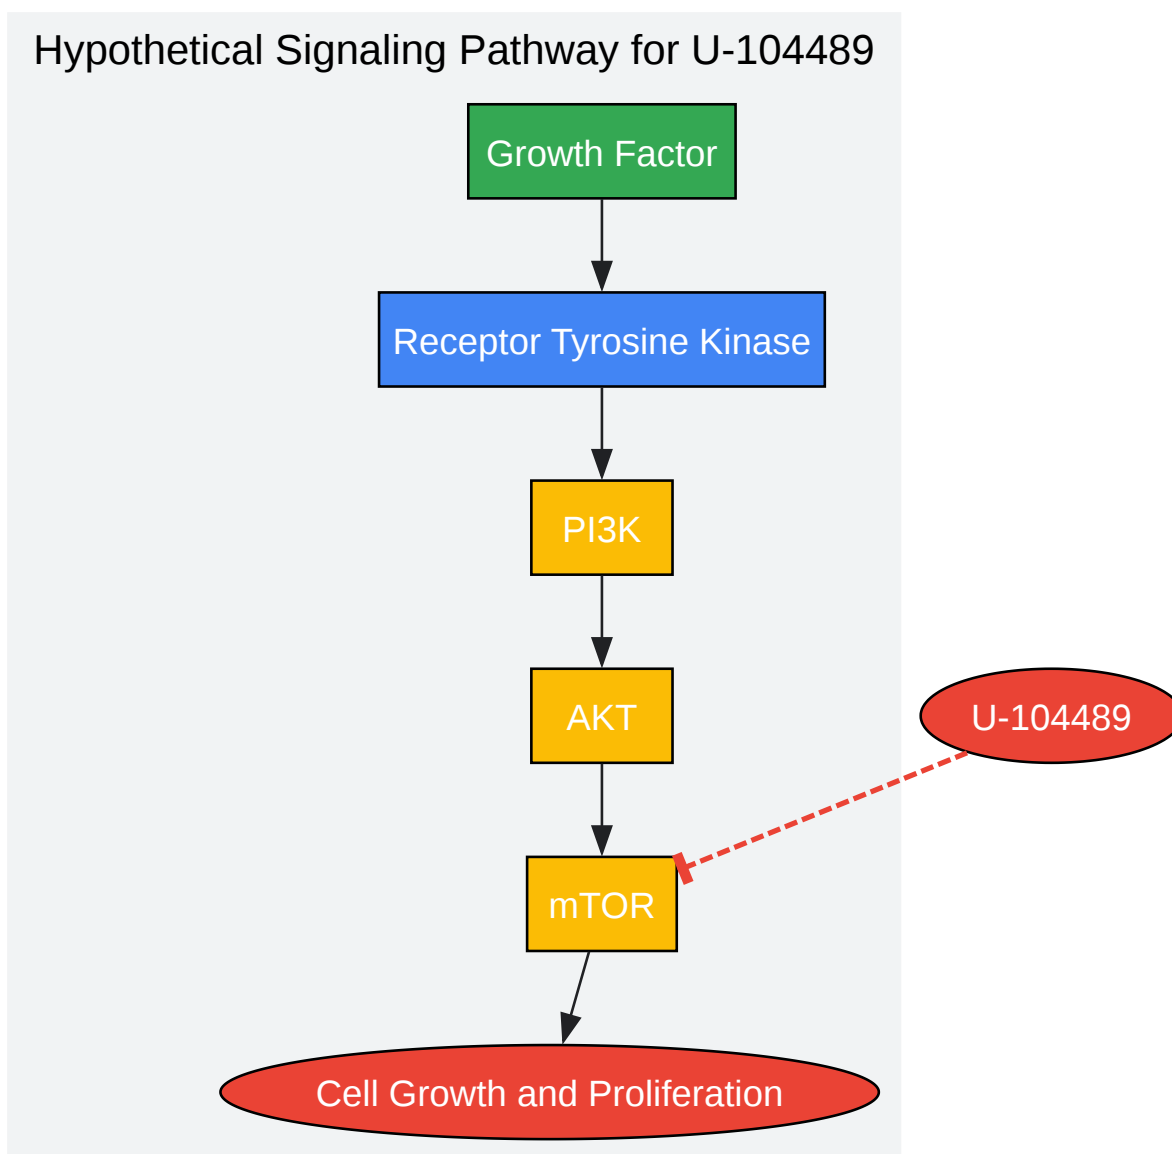 Hypothetical Signaling Pathway for U-104489
Growth Factor
Receptor Tyrosine Kinase
PI3K
AKT
U-104489
mTOR
Cell Growth and Proliferation